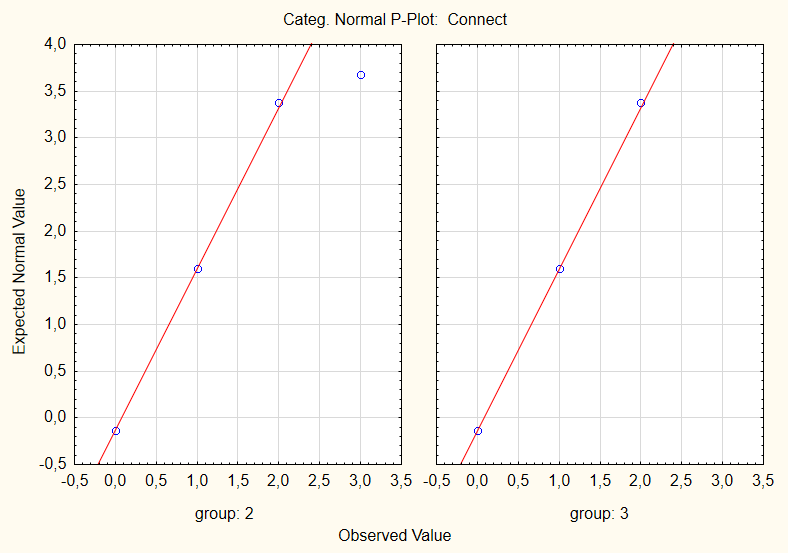 Categ. Normal P-Plot:  Connect
Expected Normal Value
4,0
3,5
3,0
2,5
2,0
1,5
1,0
0,5
0,0
-0,5
-0,5 0,0 0,5 1,0 1,5 2,0 2,5 3,0 3,5 -0,5 0,0 0,5 1,0 1,5 2,0 2,5 3,0 3,5
group: 2 group: 3
Observed Value